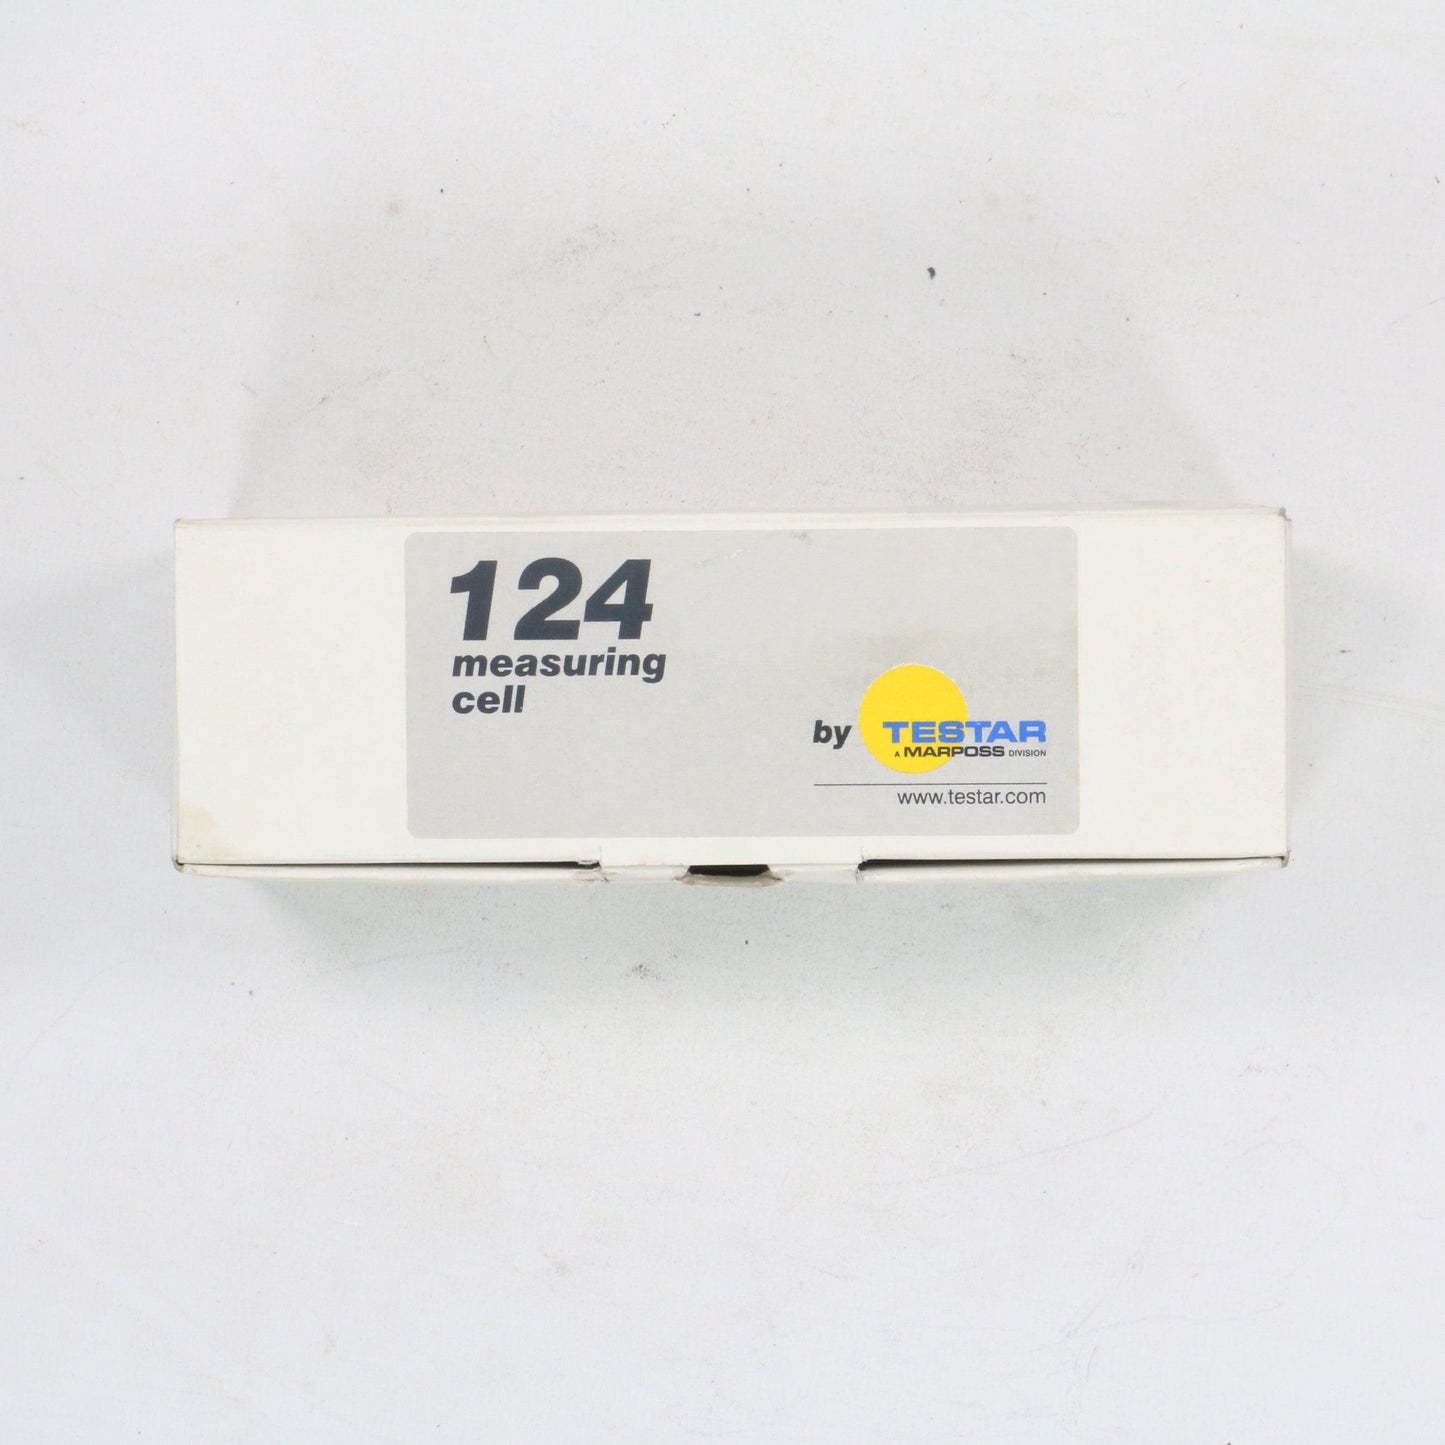 124
measuring
cell
by TESTAR
A MARPOSS DIVISION
www.testar.com